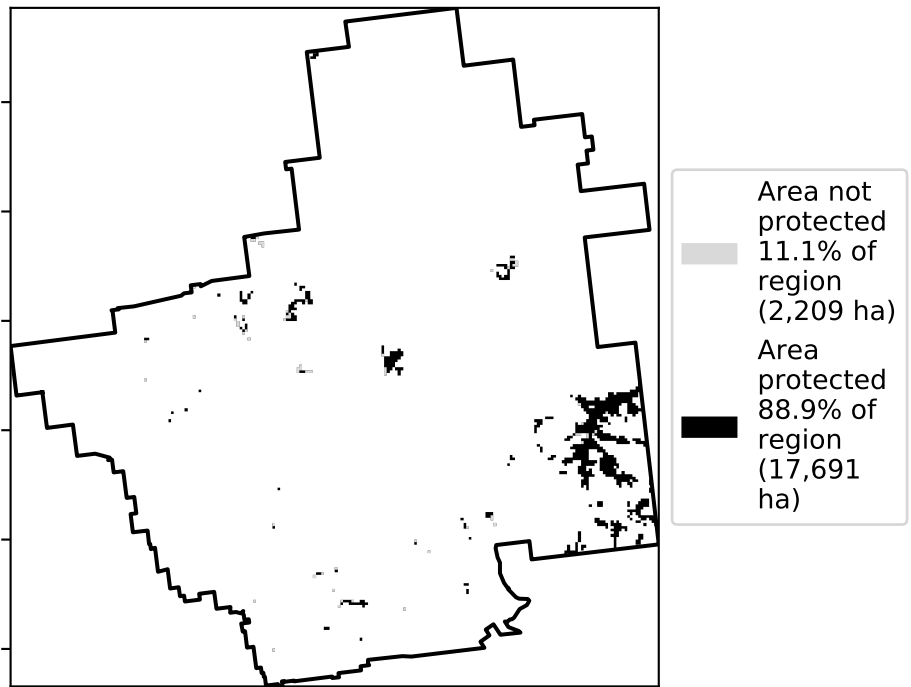 Area not
protected
11.1% of
region
(2,209 ha)
Area
protected
88.9% of
region
(17,691
ha)